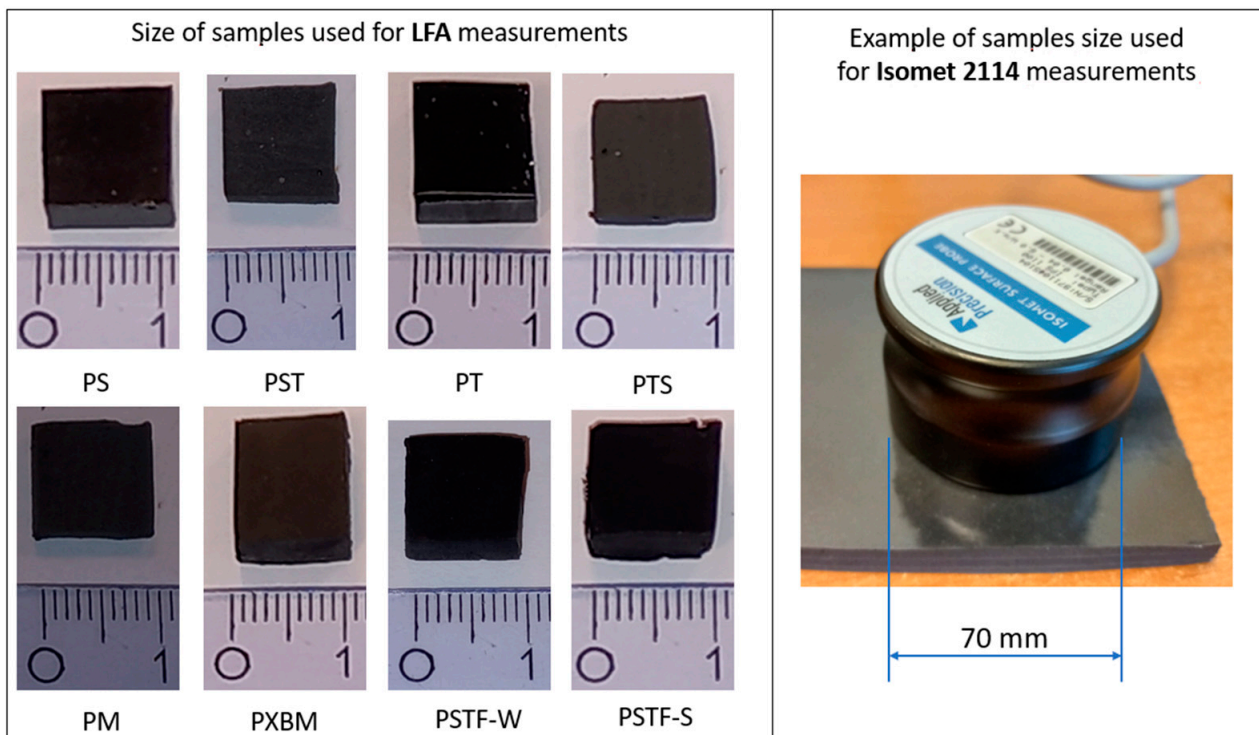 Size of samples used for LFA measurements
0 1
0 1
0 1
0 1
PS PST PT PTS
0 1
0 1
0 1
0 1
PM PXBM PSTF-W PSTF-S
Example of samples size used
for Isomet 2114 measurements
Applied
Precision
ISOMET SURFACE PROBE
CE
70 mm